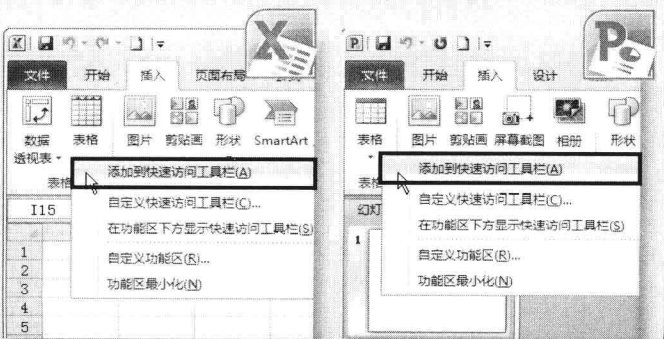 文件 开始 插入 页面布局
数据透视表 表格 图片 剪贴画 形状 SmartArt
添加到快速访问工具栏(A)
自定义快速访问工具栏(C)...
在功能区下方显示快速访问工具栏(S)
自定义功能区(R)...
功能区最小化(N)
表格
I15
1
2
3
4
5
文件 开始 插入 设计
表格 图片 剪贴画 屏幕截图 相册 形状
添加到快速访问工具栏(A)
自定义快速访问工具栏(C)...
在功能区下方显示快速访问工具栏(S)
自定义功能区(R)...
功能区最小化(N)
表格
幻灯
1